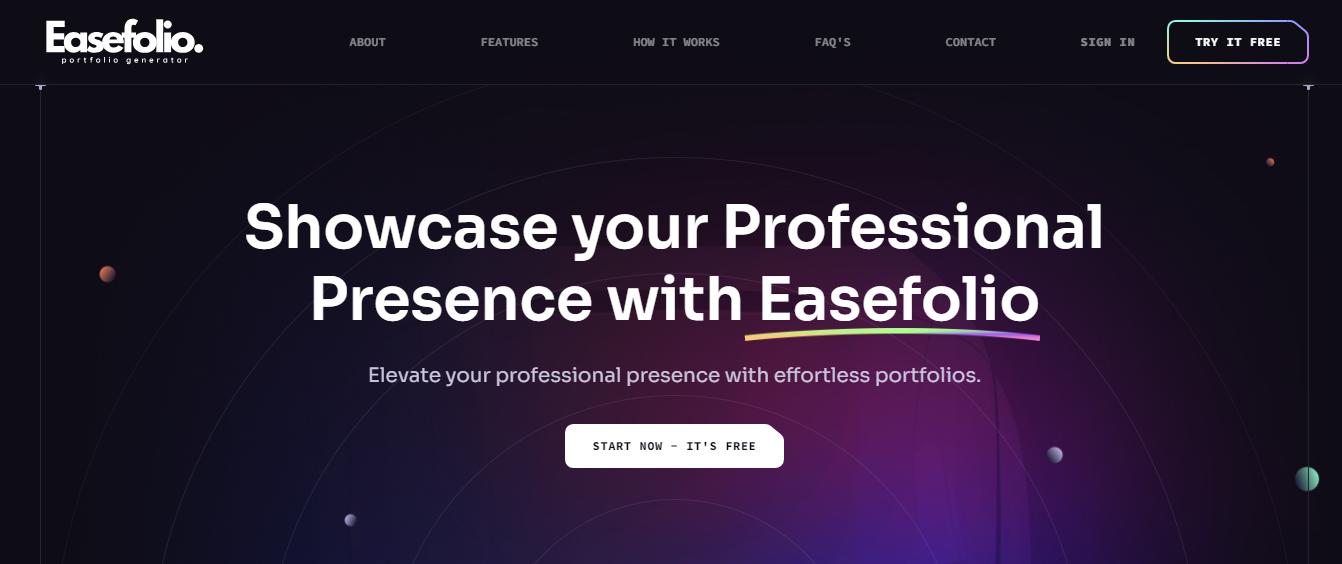 Easefolio.
portfolio generator
ABOUT
FEATURES
HOW IT WORKS
FAQ'S
CONTACT
SIGN IN
TRY IT FREE
Showcase your Professional
Presence with Easefolio
Elevate your professional presence with effortless portfolios.
START NOW – IT'S FREE